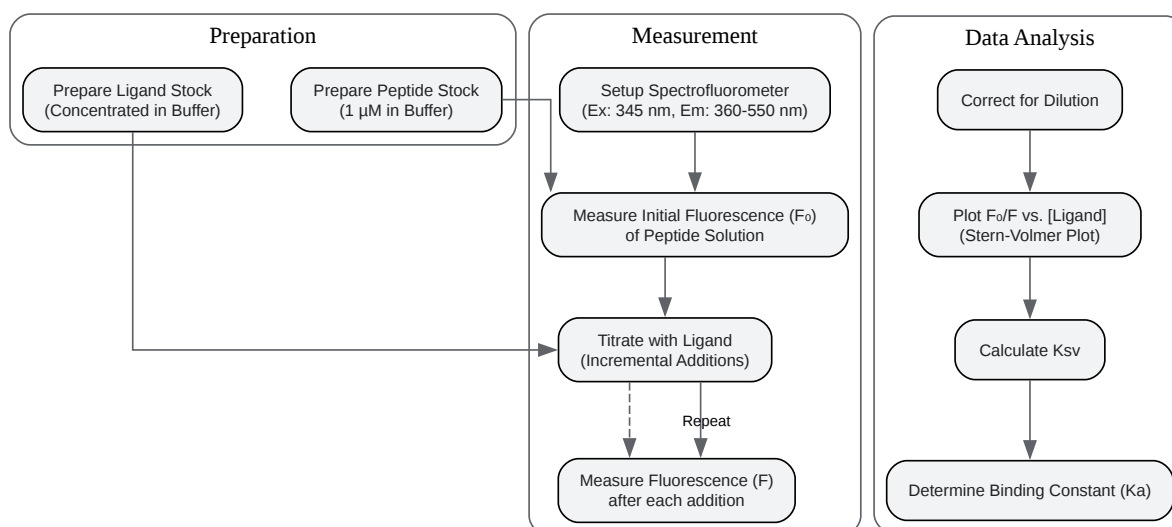 Preparation
Prepare Ligand Stock
(Concentrated in Buffer)
Prepare Peptide Stock
(1 µM in Buffer)
Measurement
Setup Spectrofluorometer
(Ex: 345 nm, Em: 360-550 nm)
Measure Initial Fluorescence (F₀)
of Peptide Solution
Titrate with Ligand
(Incremental Additions)
Repeat
Measure Fluorescence (F)
after each addition
Data Analysis
Correct for Dilution
Plot F₀/F vs. [Ligand]
(Stern-Volmer Plot)
Calculate Ksv
Determine Binding Constant (Ka)